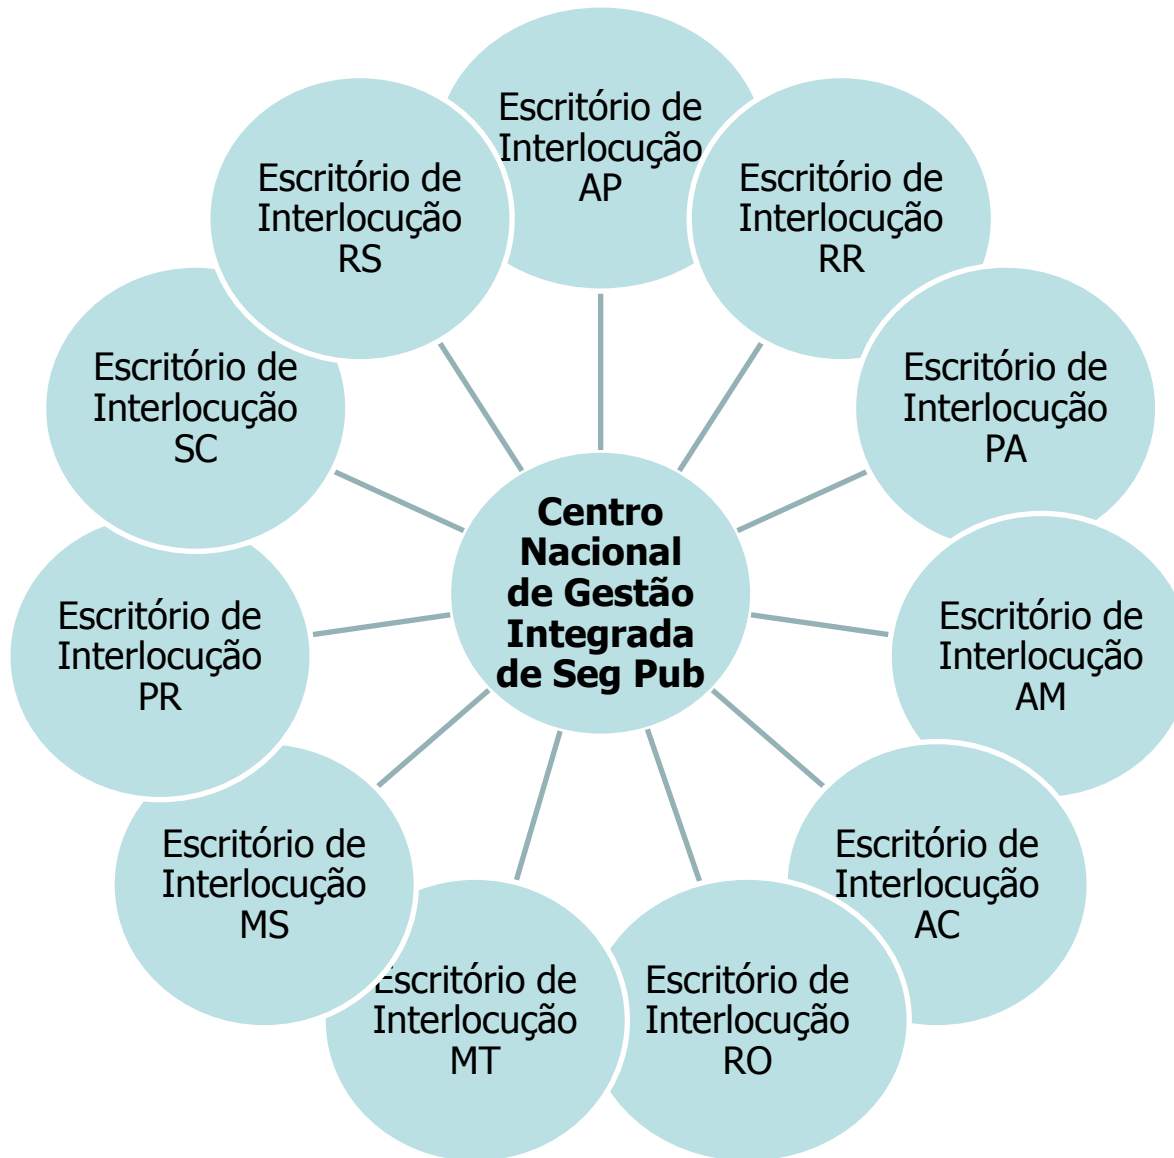 Escritório de
Interlocução
AP
Escritório de
Interlocução
RR
Escritório de
Interlocução
PA
Escritório de
Interlocução
AM
Escritório de
Interlocução
AC
Escritório de
Interlocução
RO
Escritório de
Interlocução
MT
Escritório de
Interlocução
MS
Escritório de
Interlocução
PR
Escritório de
Interlocução
SC
Escritório de
Interlocução
RS
Centro
Nacional
de Gestão
Integrada
de Seg Pub